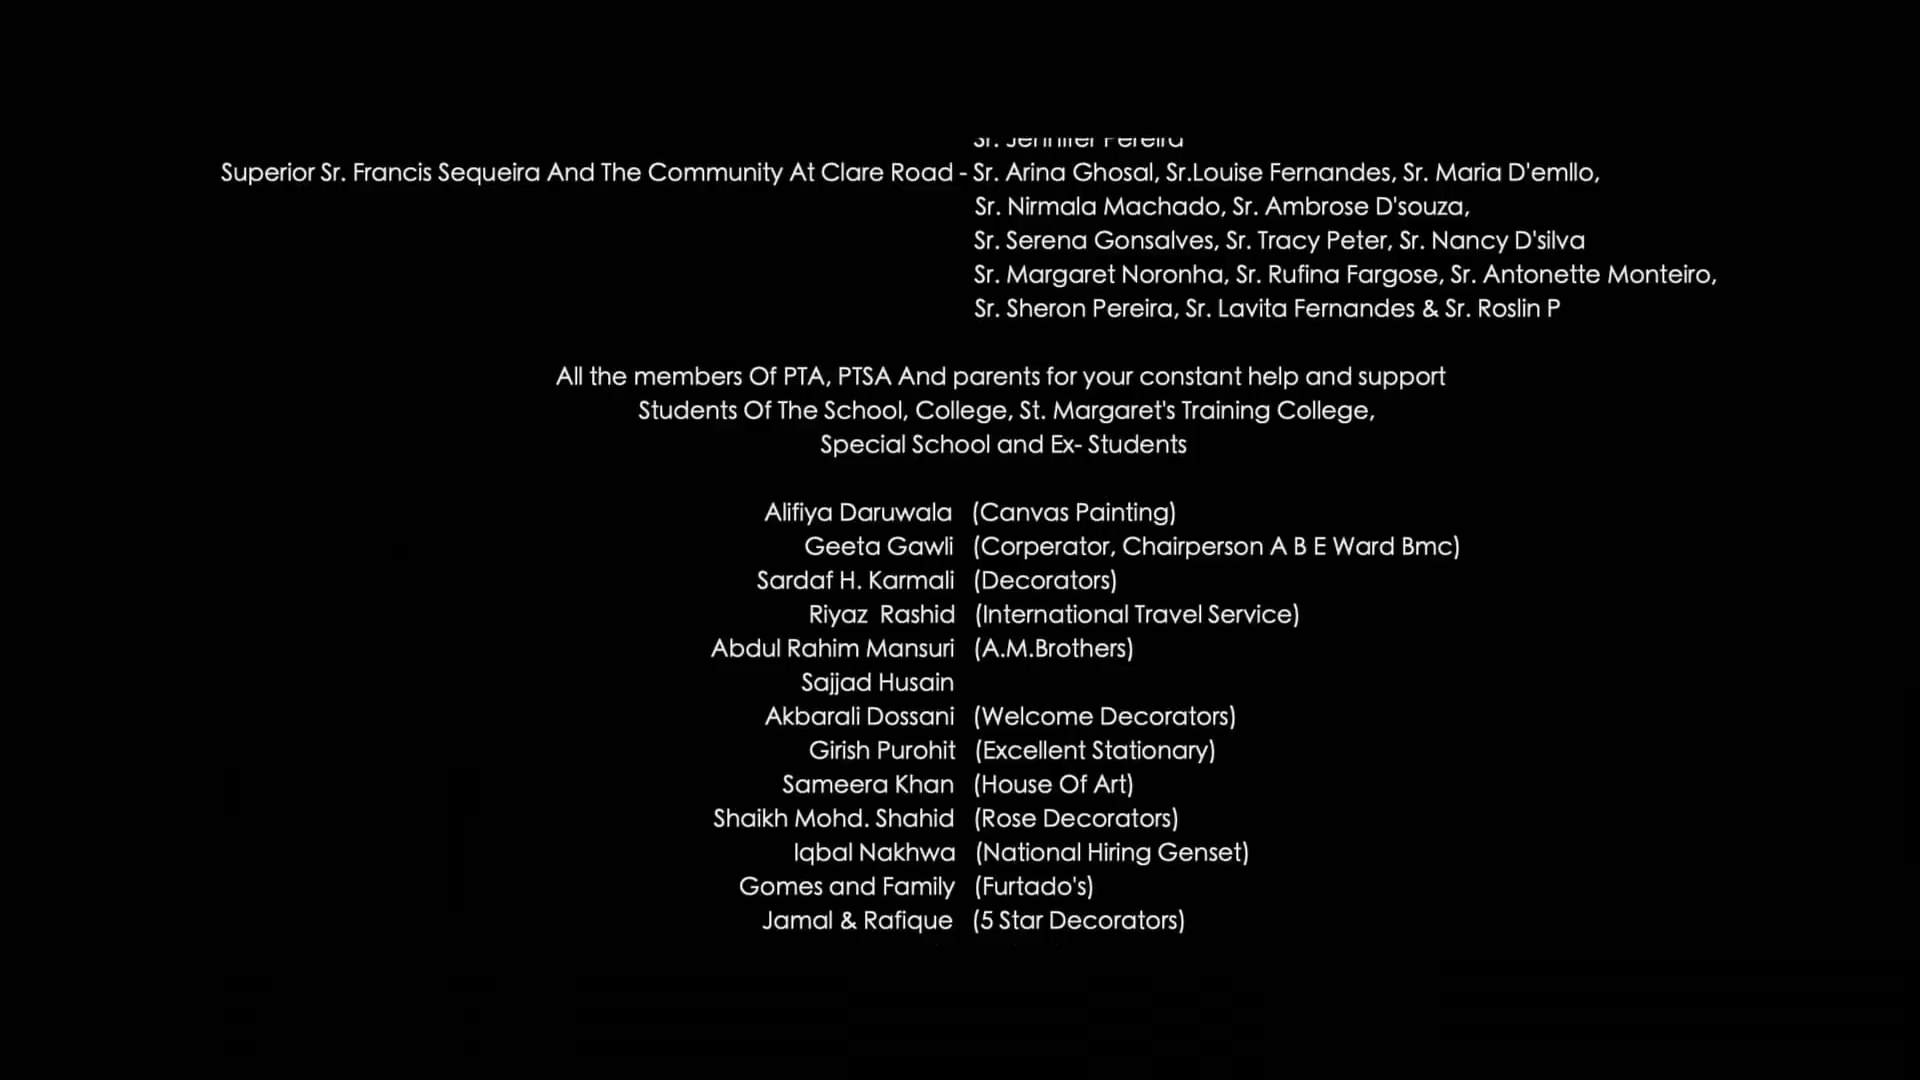 Sr. Jennifer Pereira
Superior Sr. Francis Sequeira And The Community At Clare Road - Sr. Arina Ghosal, Sr.Louise Fernandes, Sr. Maria D'emllo,
Sr. Nirmala Machado, Sr. Ambrose D'souza,
Sr. Serena Gonsalves, Sr. Tracy Peter, Sr. Nancy D'silva
Sr. Margaret Noronha, Sr. Rufina Fargose, Sr. Antonette Monteiro,
Sr. Sheron Pereira, Sr. Lavita Fernandes & Sr. Roslin P
All the members Of PTA, PTSA And parents for your constant help and support
Students Of The School, College, St. Margaret's Training College,
Special School and Ex- Students
Alifiya Daruwala (Canvas Painting)
Geeta Gawli (Corperator, Chairperson A B E Ward Bmc)
Sardaf H. Karmali (Decorators)
Riyaz Rashid (International Travel Service)
Abdul Rahim Mansuri (A.M.Brothers)
Sajjad Husain
Akbarali Dossani (Welcome Decorators)
Girish Purohit (Excellent Stationary)
Sameera Khan (House Of Art)
Shaikh Mohd. Shahid (Rose Decorators)
Iqbal Nakhwa (National Hiring Genset)
Gomes and Family (Furtado's)
Jamal & Rafique (5 Star Decorators)